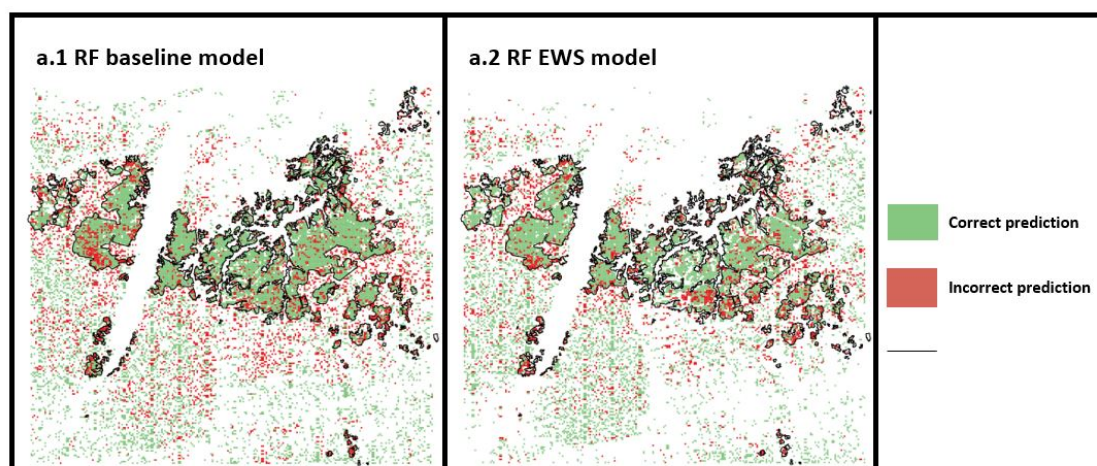 a.1 RF baseline model
a.2 RF EWS model
Correct prediction
Incorrect prediction